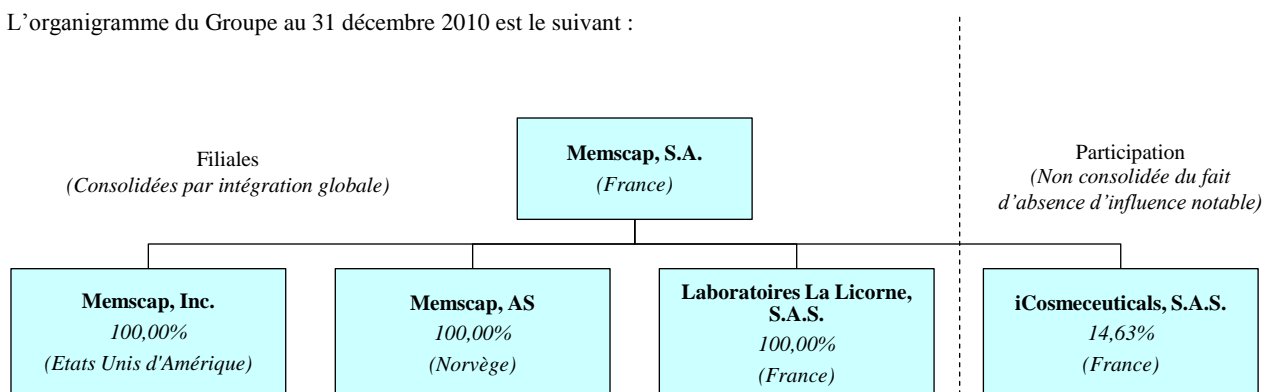 L’organigramme du Groupe au 31 décembre 2010 est le suivant :
Filiales
(Consolidées par intégration globale)
Memscap, S.A.
(France)
Participation
(Non consolidée du fait
d’absence d’influence notable)
Memscap, Inc.
100,00%
(Etats Unis d'Amérique)
Memscap, AS
100,00%
(Norvège)
Laboratoires La Licorne,
S.A.S.
100,00%
(France)
iCosmeceuticals, S.A.S.
14,63%
(France)